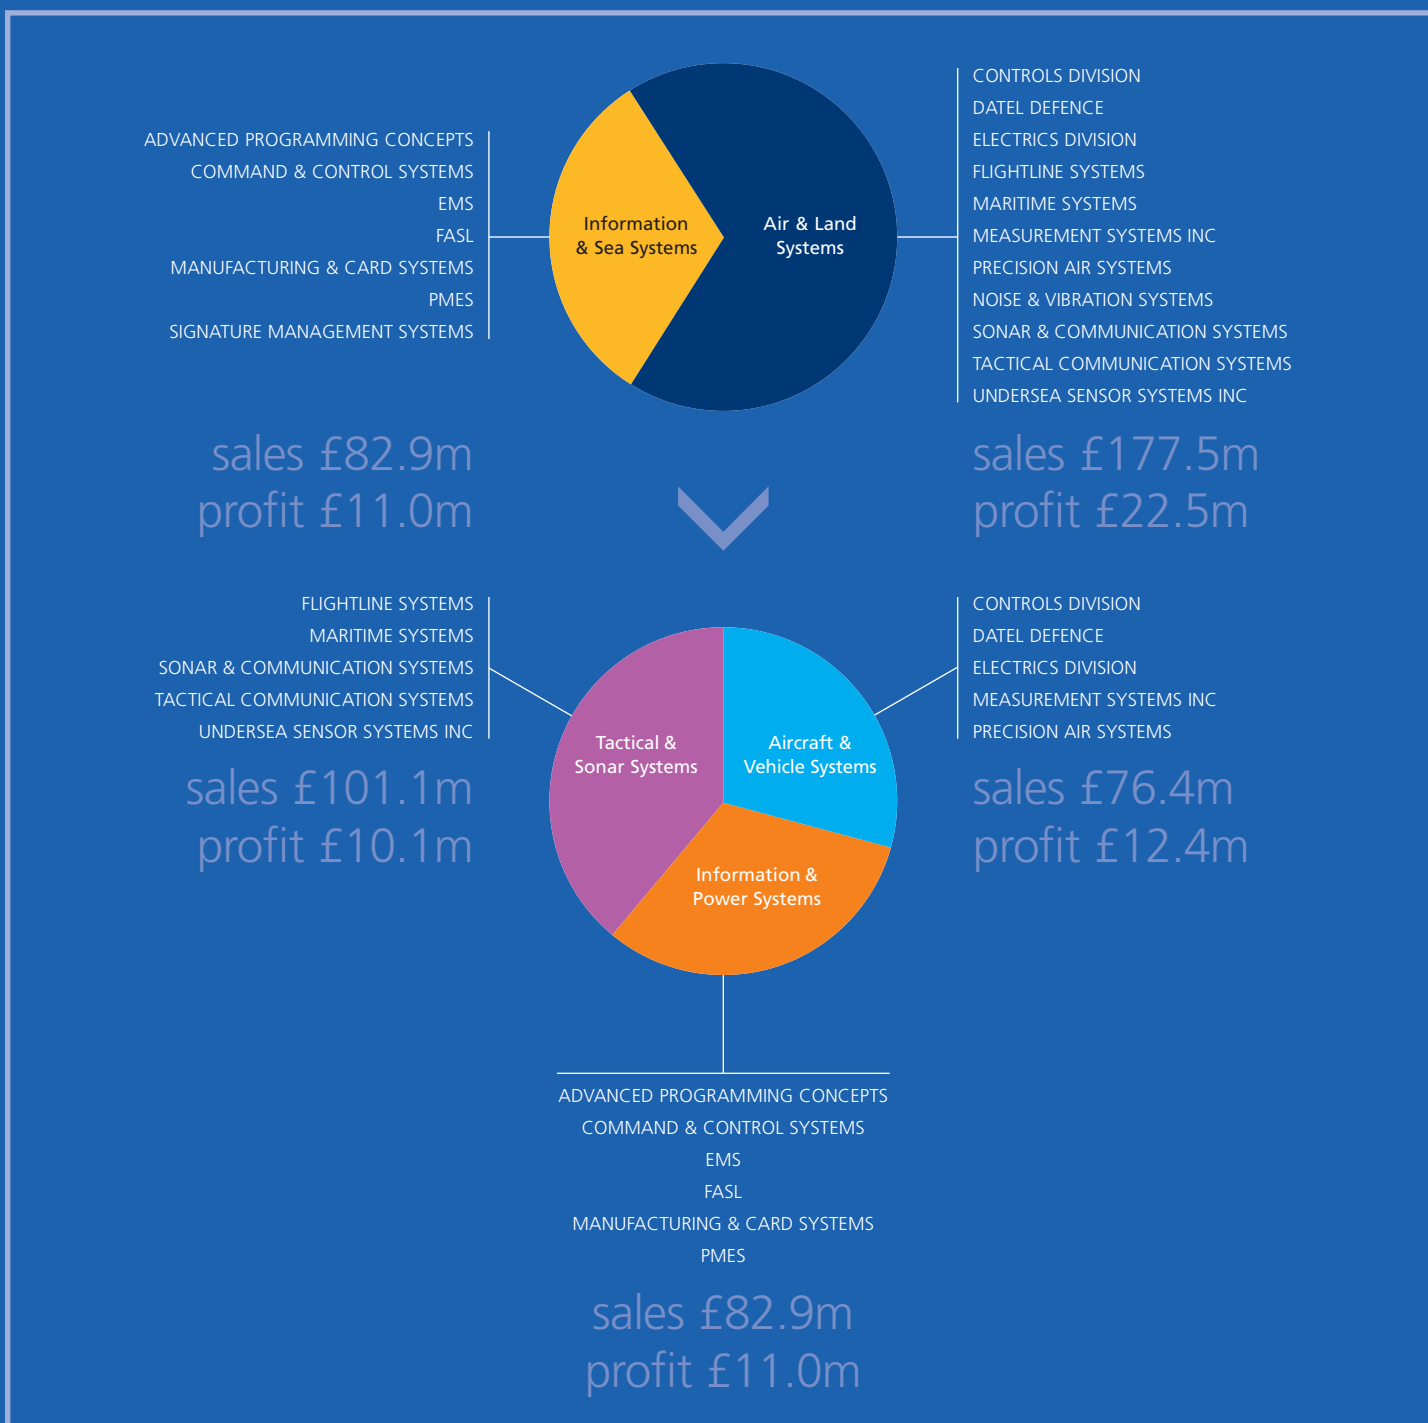 ADVANCED PROGRAMMING CONCEPTS
COMMAND & CONTROL SYSTEMS
EMS
FASL
MANUFACTURING & CARD SYSTEMS
PMES
SIGNATURE MANAGEMENT SYSTEMS
sales £82.9m
profit £11.0m
Information
& Sea Systems
Air & Land
Systems
CONTROLS DIVISION
DATEL DEFENCE
ELECTRICS DIVISION
FLIGHTLINE SYSTEMS
MARITIME SYSTEMS
MEASUREMENT SYSTEMS INC
PRECISION AIR SYSTEMS
NOISE & VIBRATION SYSTEMS
SONAR & COMMUNICATION SYSTEMS
TACTICAL COMMUNICATION SYSTEMS
UNDERSEA SENSOR SYSTEMS INC
sales £177.5m
profit £22.5m
FLIGHTLINE SYSTEMS
MARITIME SYSTEMS
SONAR & COMMUNICATION SYSTEMS
TACTICAL COMMUNICATION SYSTEMS
UNDERSEA SENSOR SYSTEMS INC
sales £101.1m
profit £10.1m
Tactical &
Sonar Systems
Aircraft &
Vehicle Systems
Information &
Power Systems
CONTROLS DIVISION
DATEL DEFENCE
ELECTRICS DIVISION
MEASUREMENT SYSTEMS INC
PRECISION AIR SYSTEMS
sales £76.4m
profit £12.4m
ADVANCED PROGRAMMING CONCEPTS
COMMAND & CONTROL SYSTEMS
EMS
FASL
MANUFACTURING & CARD SYSTEMS
PMES
sales £82.9m
profit £11.0m